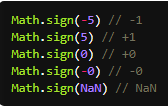 Math.sign(-5) // -1
Math.sign(5) // +1
Math.sign(0) // +0
Math.sign(-0) // -0
Math.sign(NaN) // NaN